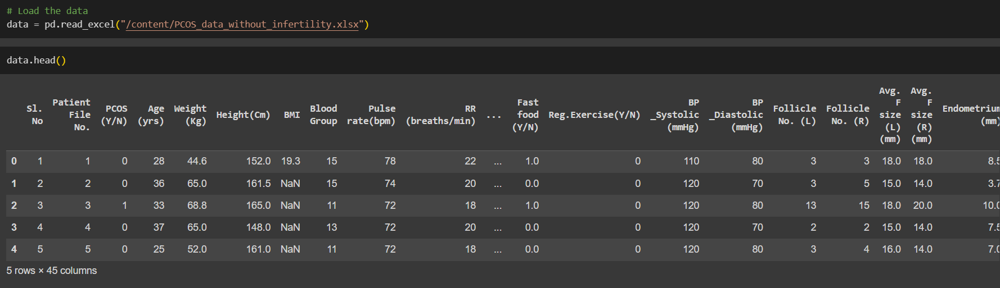 # Load the data
data = pd.read_excel("/content/PCOS_data_without_infertility.xlsx")
data.head()
Sl. No Patient File No. PCOS (Y/N) Age (yrs) Weight (Kg) Height(Cm) BMI Blood Group Pulse rate(bpm) RR (breaths/min) ... Fast food (Y/N) Reg.Exercise(Y/N) BP _Systolic (mmHg) BP _Diastolic (mmHg) Follicle No. (L) Follicle No. (R) Avg. F size (L) (mm) Avg. F size (R) (mm) Endometrium (mm)
0 1 1 0 28 44.6 152.0 19.3 15 78 22 ... 1.0 0 110 80 3 3 18.0 18.0 8.5
1 2 2 0 36 65.0 161.5 NaN 15 74 20 ... 0.0 0 120 70 3 5 15.0 14.0 3.7
2 3 3 1 33 68.8 165.0 NaN 11 72 18 ... 1.0 0 120 80 13 15 18.0 20.0 10.0
3 4 4 0 37 65.0 148.0 NaN 13 72 20 ... 0.0 0 120 70 2 2 15.0 14.0 7.5
4 5 5 0 25 52.0 161.0 NaN 11 72 18 ... 0.0 0 120 80 3 4 16.0 14.0 7.0
5 rows × 45 columns